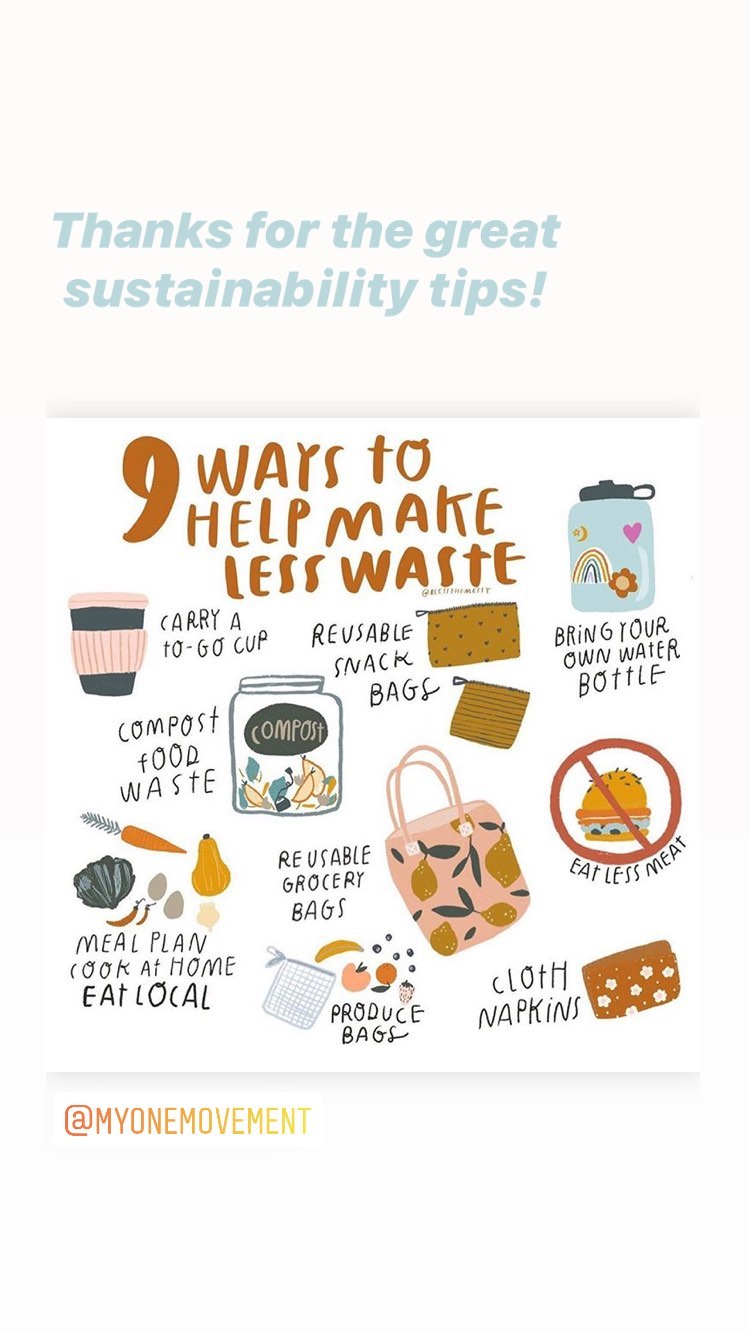 Thanks for the great
sustainability tips!
9 WAYS TO
HELP MAKE
LESS WASTE
@BLESSTHEMESSY
CARRY A
TO-GO CUP
REUSABLE
SNACK
BAGS
BRING YOUR
OWN WATER
BOTTLE
COMPOST
FOOD
WASTE
COMPOST
EAT LESS MEAT
REUSABLE
GROCERY
BAGS
MEAL PLAN
COOK AT HOME
EAT LOCAL
PRODUCE
BAGS
CLOTH
NAPKINS
@MYONEMOVEMENT